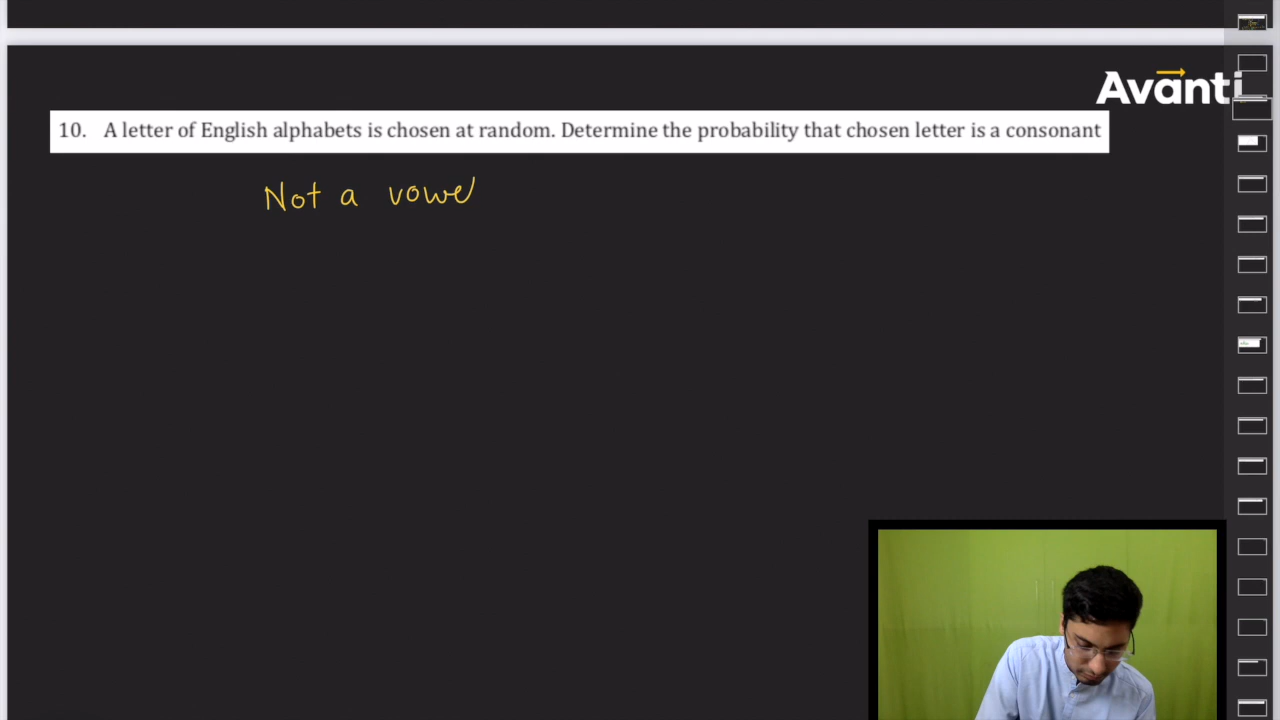 Avanti
10. A letter of English alphabets is chosen at random. Determine the probability that chosen letter is a consonant
Not a vowe